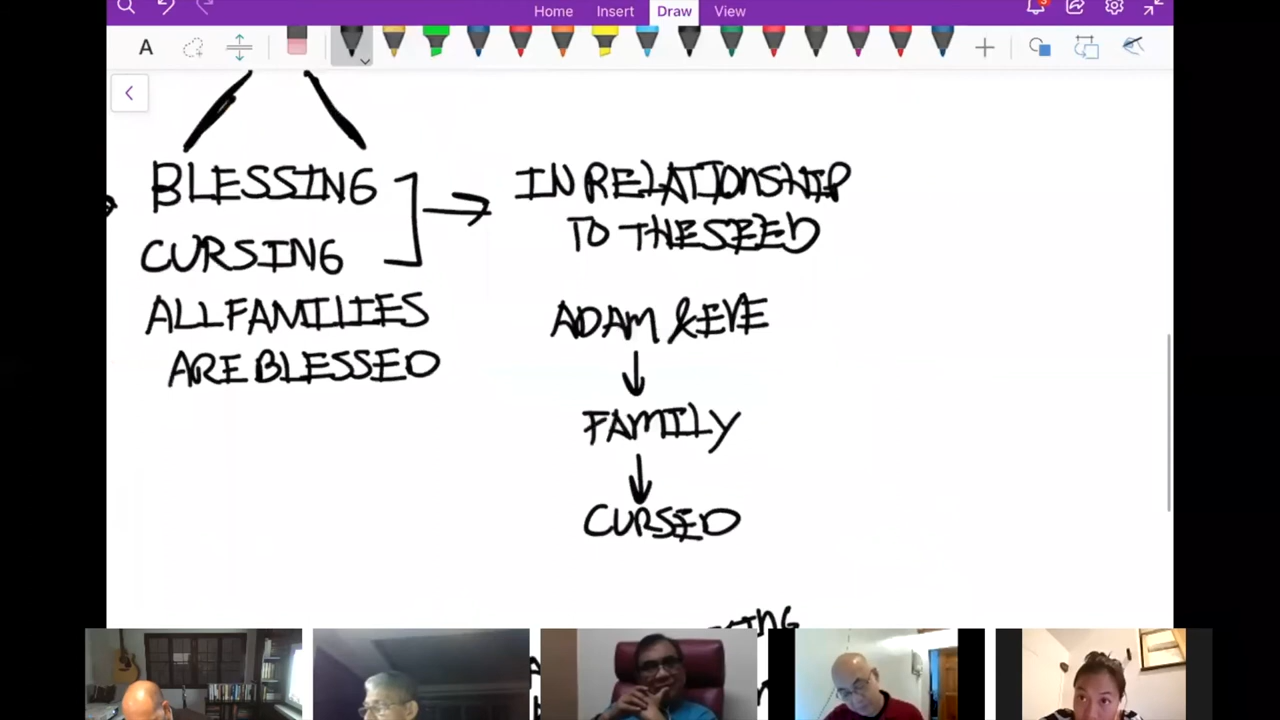 Home Insert Draw View
A
BLESSING
CURSING
ALL FAMILIES
ARE BLESSED
IN RELATIONSHIP
TO THE SEED
ADAM & EVE
FAMILY
CURSED